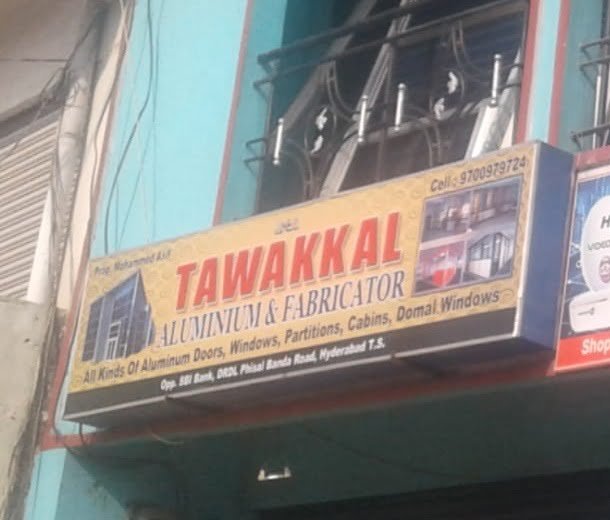 Prop. Mohammed Asif
Cell : 9700979724
TAWAKKAL
ALUMINIUM & FABRICATOR
All Kinds Of Aluminum Doors, Windows, Partitions, Cabins, Domal Windows
Opp. SBI Bank, DRDL Phisal Banda Road, Hyderabad T.S.
Shop